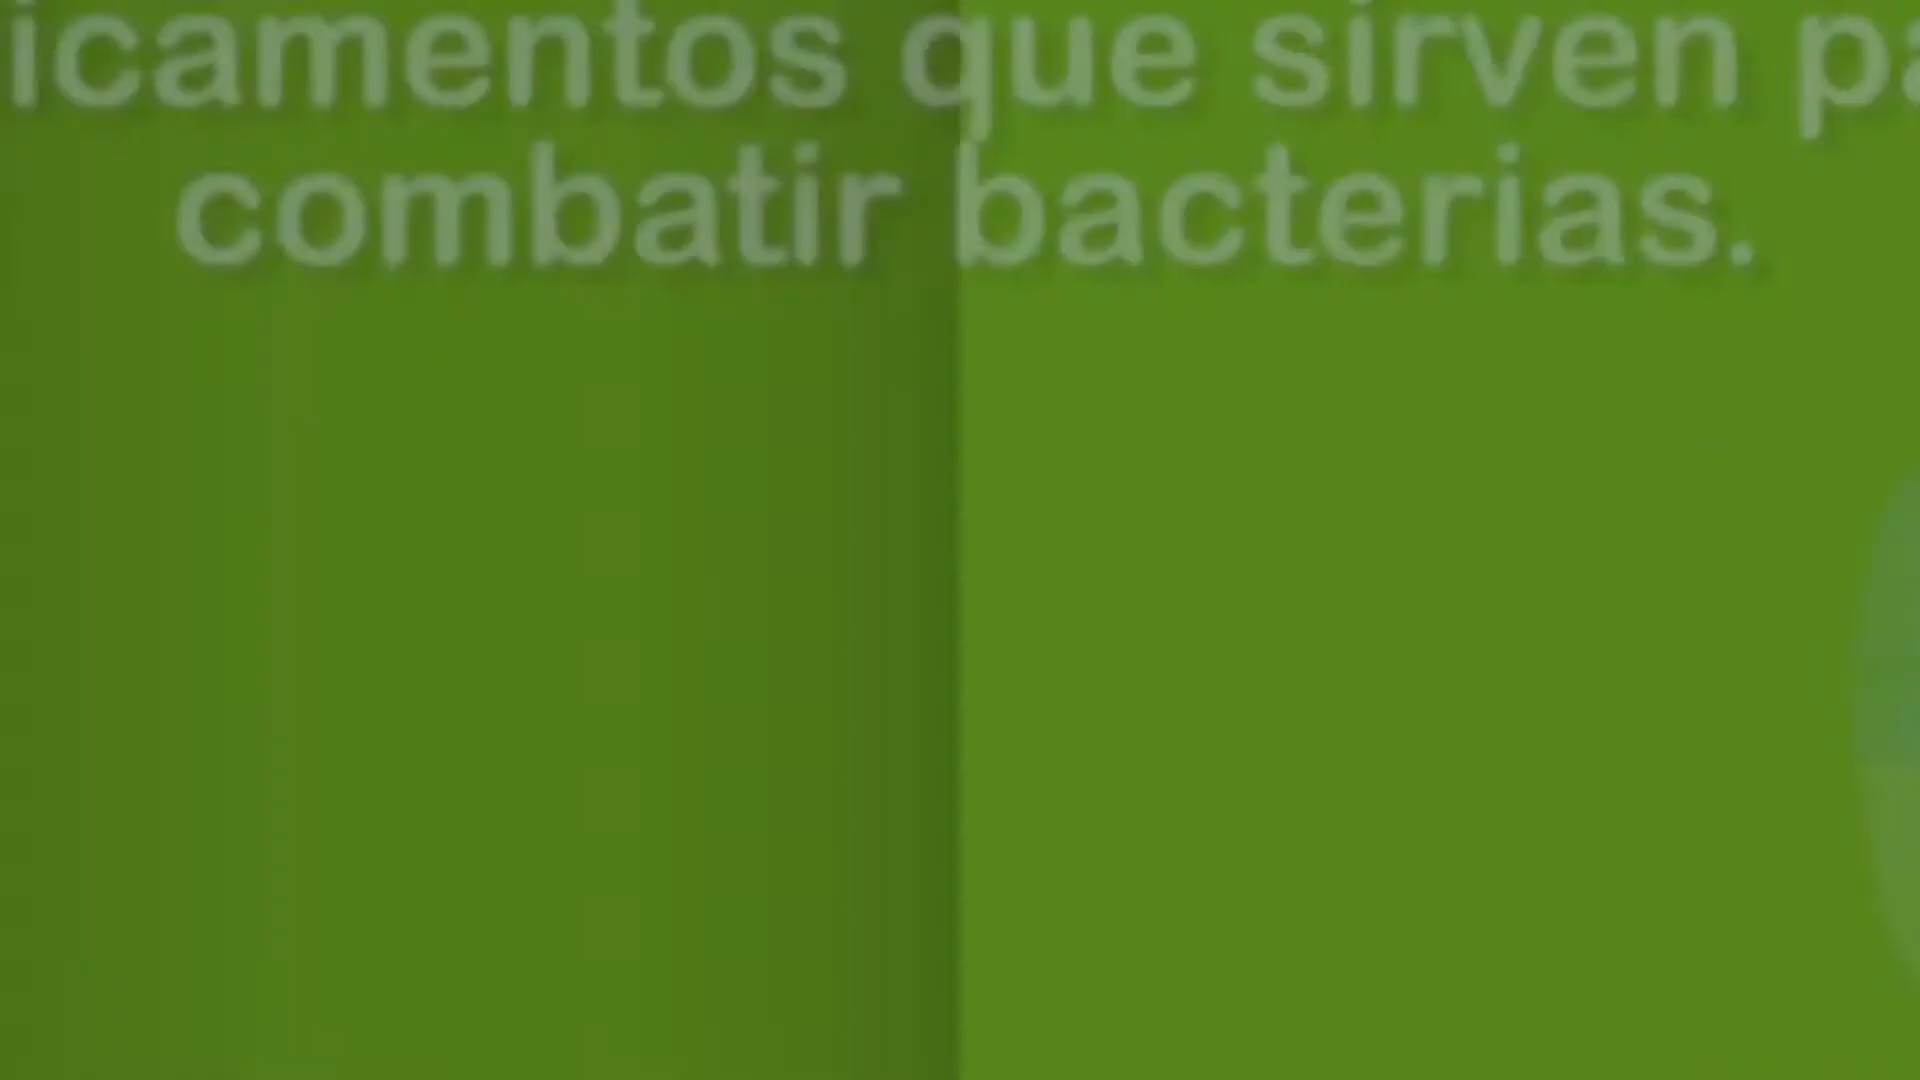 icamentos que sirven pa
combatir bacterias.